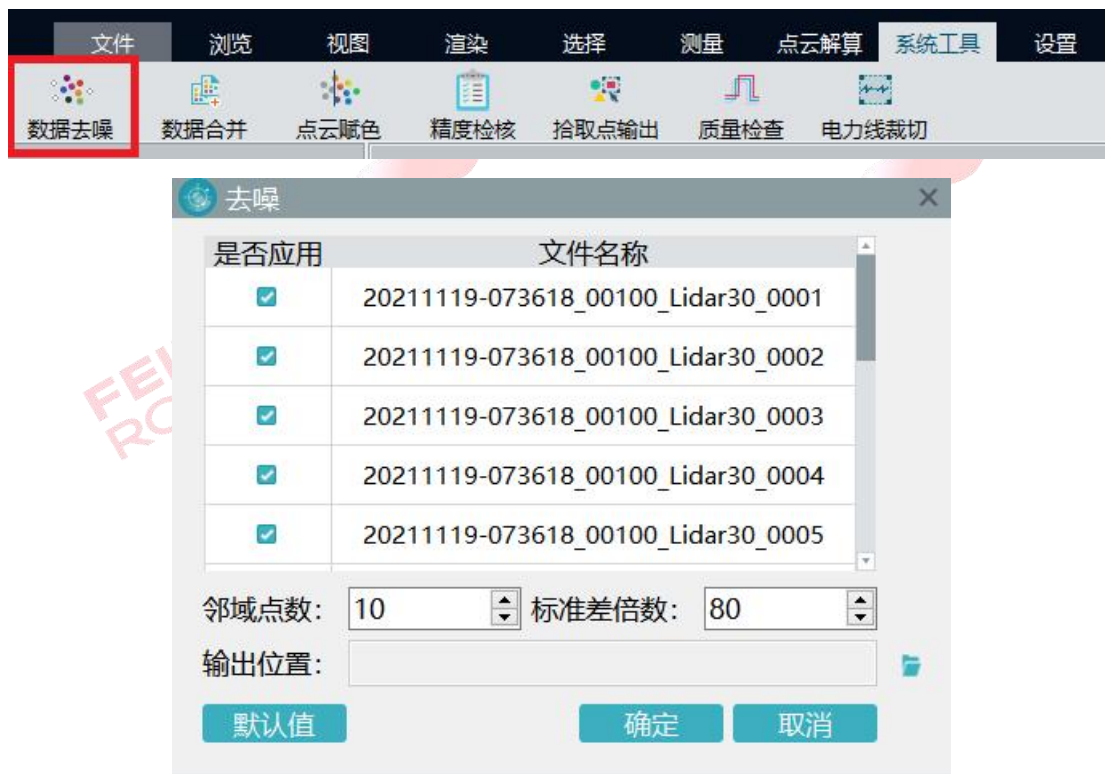 文件 浏览 视图 渲染 选择 测量 点云解算 系统工具 设置
数据去噪 数据合并 点云赋色 精度检核 拾取点输出 质量检查 电力线裁切
去噪
是否应用 文件名称
20211119-073618_00100_Lidar30_0001
20211119-073618_00100_Lidar30_0002
20211119-073618_00100_Lidar30_0003
20211119-073618_00100_Lidar30_0004
20211119-073618_00100_Lidar30_0005
邻域点数: 10 标准差倍数: 80
输出位置:
默认值 确定 取消